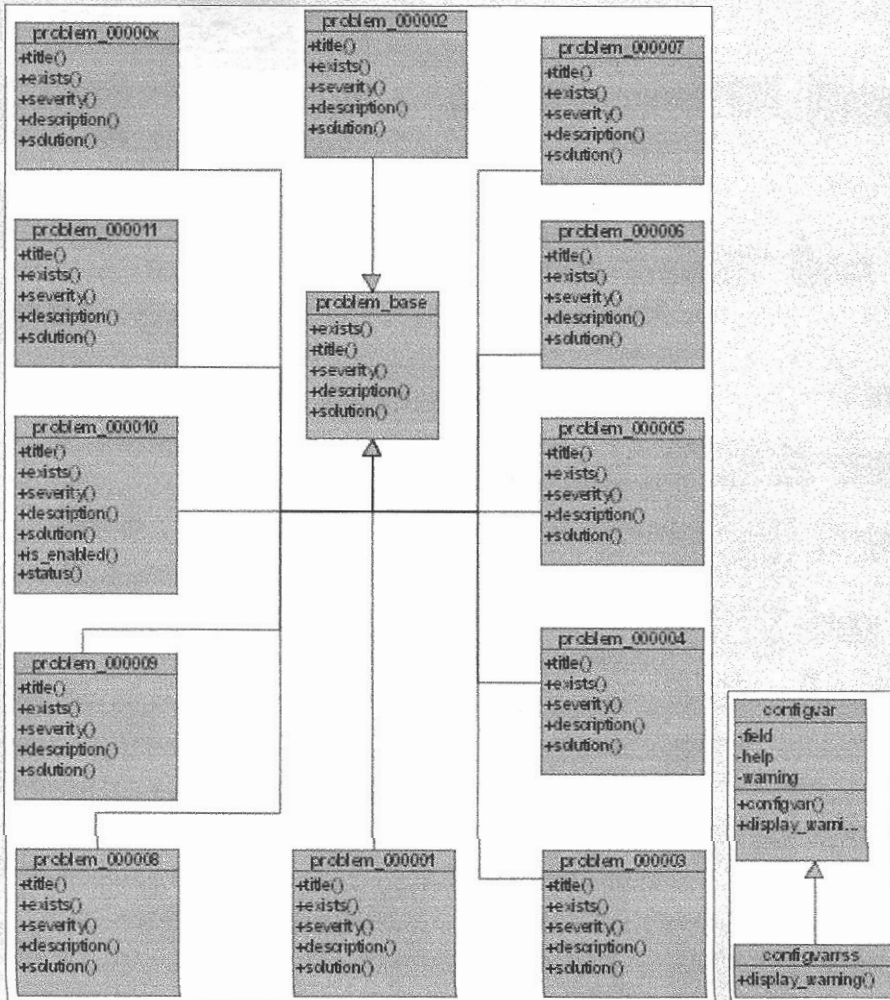 problem_00000x
+title()
+exists()
+severity()
+description()
+solution()
problem_000002
+title()
+exists()
+severity()
+description()
+solution()
problem_000007
+title()
+exists()
+severity()
+description()
+solution()
problem_000011
+title()
+exists()
+severity()
+description()
+solution()
problem_base
+exists()
+title()
+severity()
+description()
+solution()
problem_000006
+title()
+exists()
+severity()
+description()
+solution()
problem_000010
+title()
+exists()
+severity()
+description()
+solution()
+is_enabled()
+status()
problem_000005
+title()
+exists()
+severity()
+description()
+solution()
problem_000009
+title()
+exists()
+severity()
+description()
+solution()
problem_000004
+title()
+exists()
+severity()
+description()
+solution()
problem_000008
+title()
+exists()
+severity()
+description()
+solution()
problem_000001
+title()
+exists()
+severity()
+description()
+solution()
problem_000003
+title()
+exists()
+severity()
+description()
+solution()
configvar
-field
-help
-warning
+configvar()
+display_warni...
configvarrss
+display_warning()